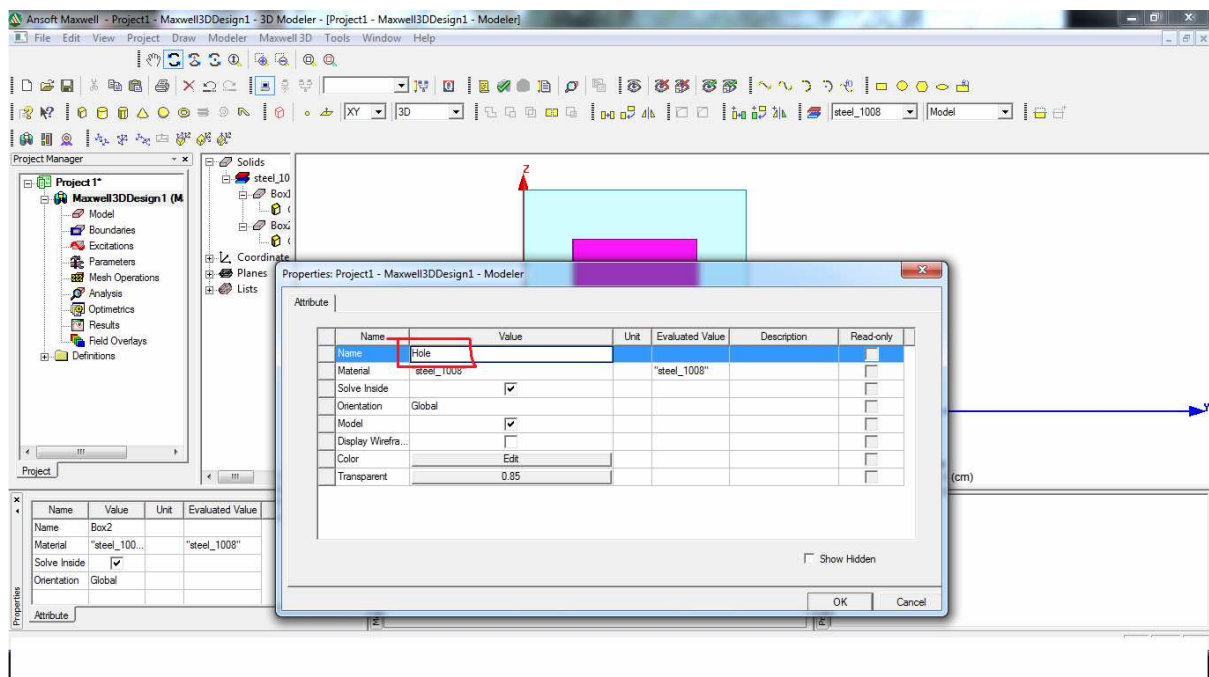 Ansoft Maxwell - Project1 - Maxwell3DDesign1 - 3D Modeler - [Project1 - Maxwell3DDesign1 - Modeler]
File Edit View Project Draw Modeler Maxwell 3D Tools Window Help
XY 3D steel_1008 Model
Project Manager
Project1*
Maxwell3DDesign1 (M
Model
Boundaries
Excitations
Parameters
Mesh Operations
Analysis
Optimetrics
Results
Field Overlays
Definitions
Project
Solids
steel_10
Box1
Box2
Coordinate
Planes
Lists
Z
Y
(cm)
Properties: Project1 - Maxwell3DDesign1 - Modeler
Attribute
Name Value Unit Evaluated Value Description Read-only
Name Hole
Material "steel_1008" "steel_1008"
Solve Inside
Orientation Global
Model
Display Wirefra...
Color Edit
Transparent 0.85
Show Hidden
OK Cancel
Name Value Unit Evaluated Value
Name Box2
Material "steel_100... "steel_1008"
Solve Inside
Orientation Global
Attribute
Properties